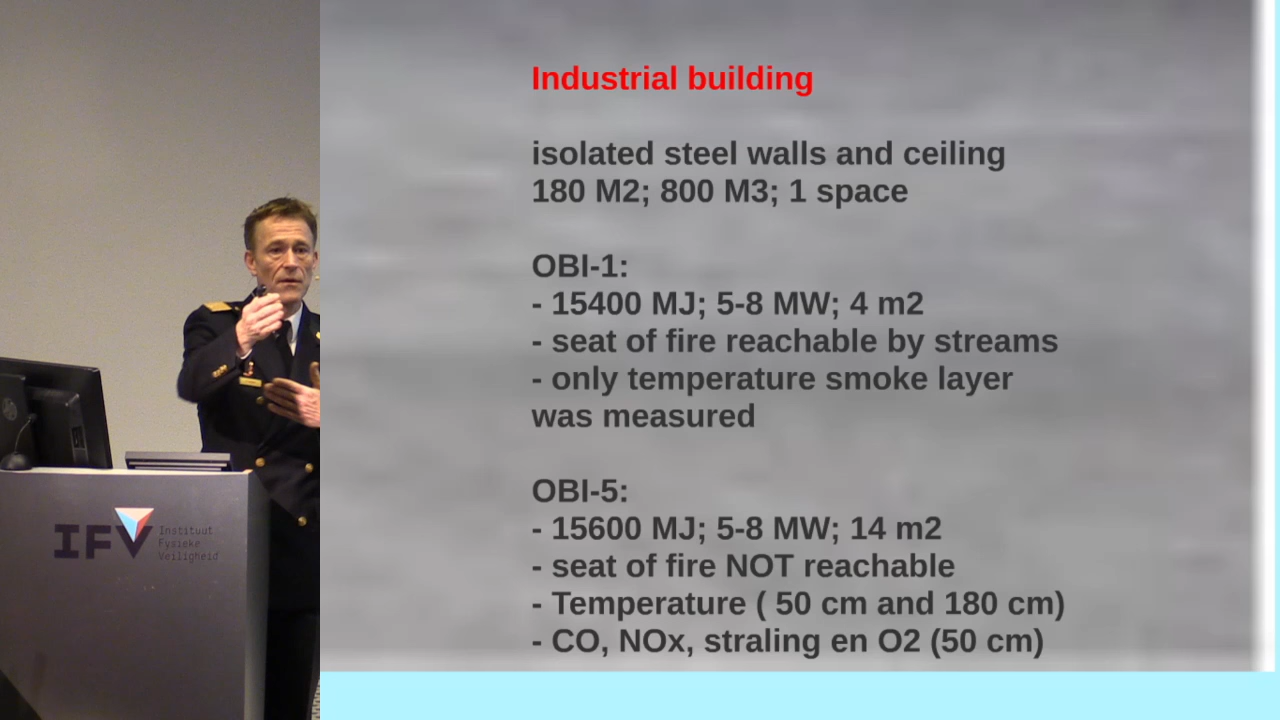 Industrial building
isolated steel walls and ceiling
180 M2; 800 M3; 1 space
OBI-1:
- 15400 MJ; 5-8 MW; 4 m2
- seat of fire reachable by streams
- only temperature smoke layer
was measured
OBI-5:
- 15600 MJ; 5-8 MW; 14 m2
- seat of fire NOT reachable
- Temperature ( 50 cm and 180 cm)
- CO, NOx, straling en O2 (50 cm)
IFV
Instituut
Fysieke
Veiligheid